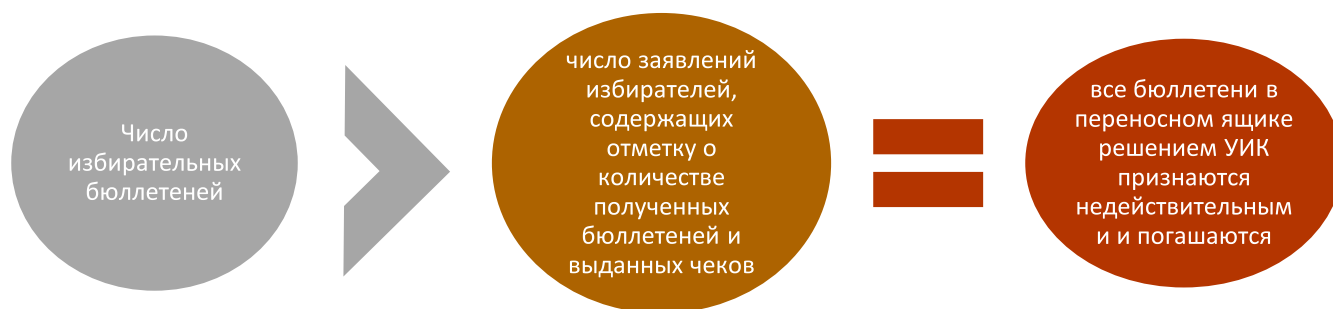 Число
избирательных
бюллетеней
число заявлений
избирателей,
содержащих
отметку о
количестве
полученных
бюллетеней и
выданных чеков
все бюллетени в
переносном ящике
решением УИК
признаются
недействительным
и и погашаются